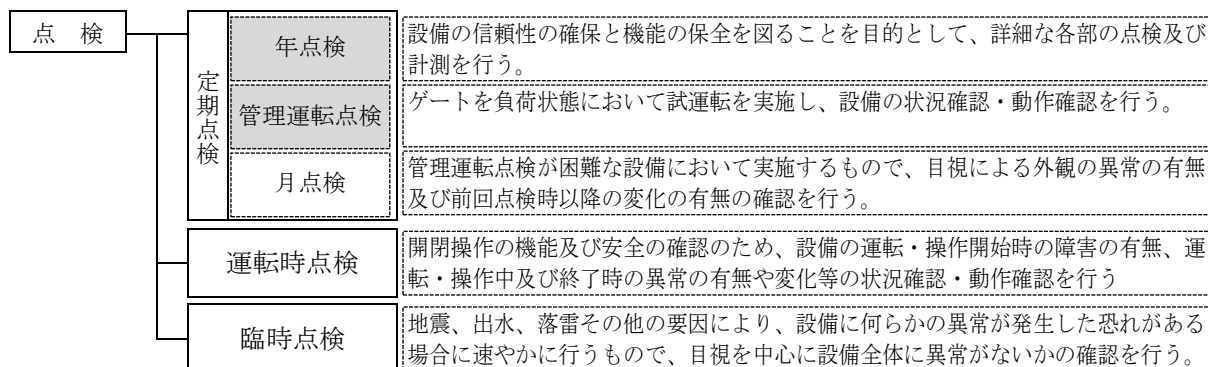 点　検
定期点検
年点検
設備の信頼性の確保と機能の保全を図ることを目的として、詳細な各部の点検及び
計測を行う。
管理運転点検
ゲートを負荷状態において試運転を実施し、設備の状況確認・動作確認を行う。
月点検
管理運転点検が困難な設備において実施するもので、目視による外観の異常の有無
及び前回点検時以降の変化の有無の確認を行う。
運転時点検
開閉操作の機能及び安全の確認のため、設備の運転・操作開始時の障害の有無、運
転・操作中及び終了時の異常の有無や変化等の状況確認・動作確認を行う
臨時点検
地震、出水、落雷その他の要因により、設備に何らかの異常が発生した恐れがある
場合に速やかに行うもので、目視を中心に設備全体に異常がないかの確認を行う。